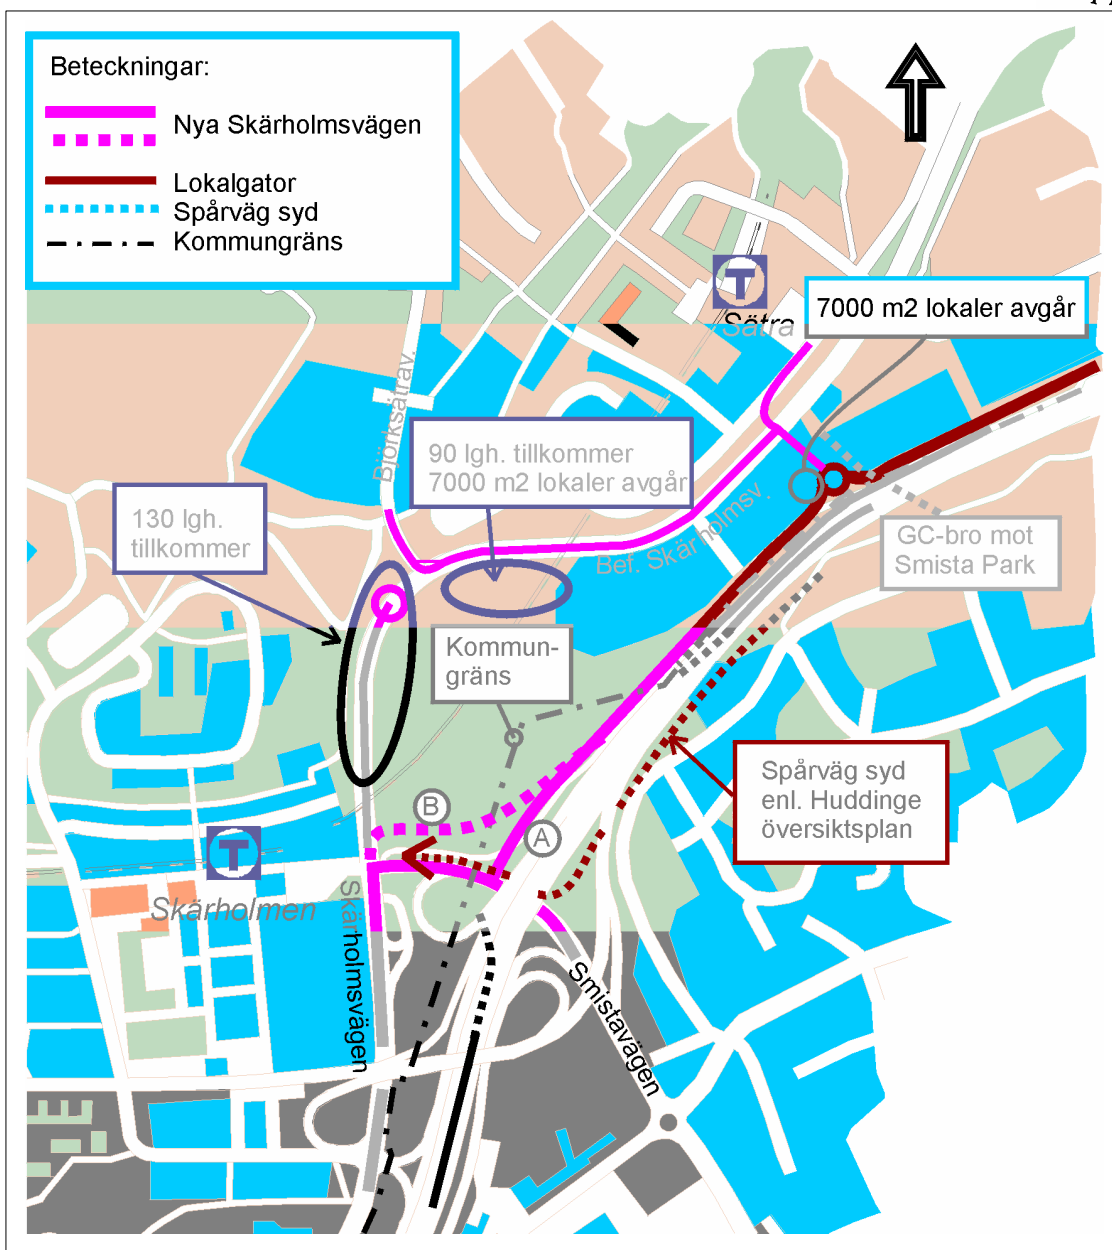 Beteckningar:
Nya Skärholmsvägen
Lokalgator
Spårväg syd
Kommungräns
T
Sätra
7000 m2 lokaler avgår
Björksätrav.
90 lgh. tillkommer
7000 m2 lokaler avgår
130 lgh.
tillkommer
Bef. Skärholmsv.
GC-bro mot
Smista Park
Kommun-
gräns
Spårväg syd
enl. Huddinge
översiktsplan
B
A
T
Skärholmen
Skärholmsvägen
Smistavägen